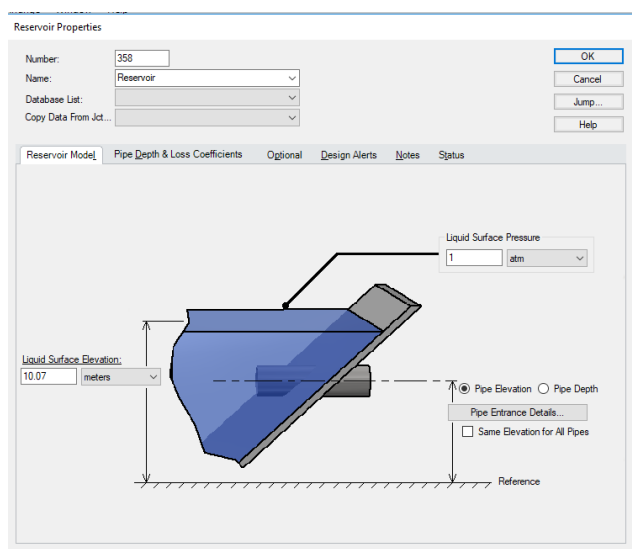 Reservoir Properties
Number: 358
Name: Reservoir
Database List:
Copy Data From Jct...
OK
Cancel
Jump...
Help
Reservoir Model Pipe Depth & Loss Coefficients Optional Design Alerts Notes Status
Liquid Surface Pressure
1 atm
Liquid Surface Elevation:
10.07 meters
Pipe Elevation Pipe Depth
Pipe Entrance Details...
Same Elevation for All Pipes
Reference